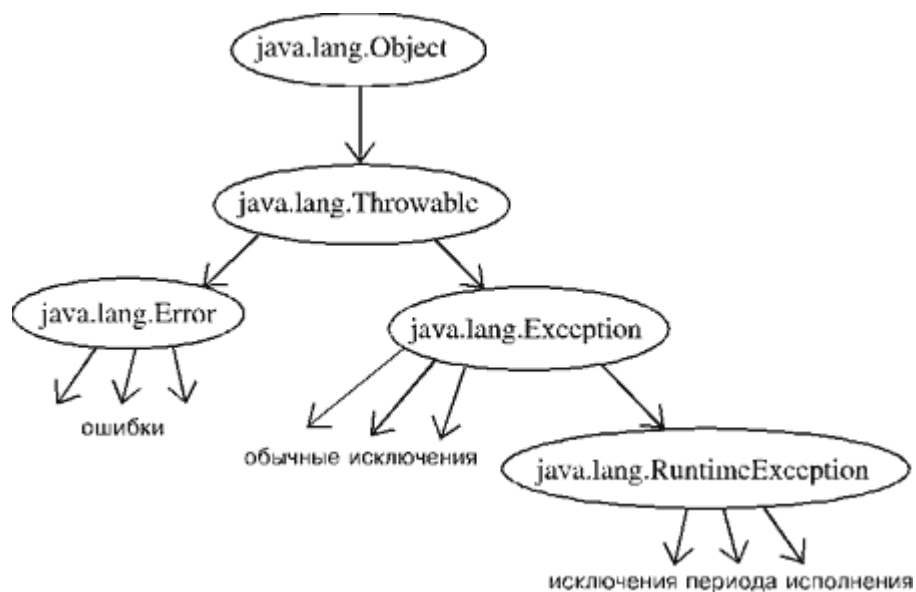 java.lang.Object
java.lang.Throwable
java.lang.Error
java.lang.Exception
ошибки
обычные исключения
java.lang.RuntimeException
исключения периода исполнения